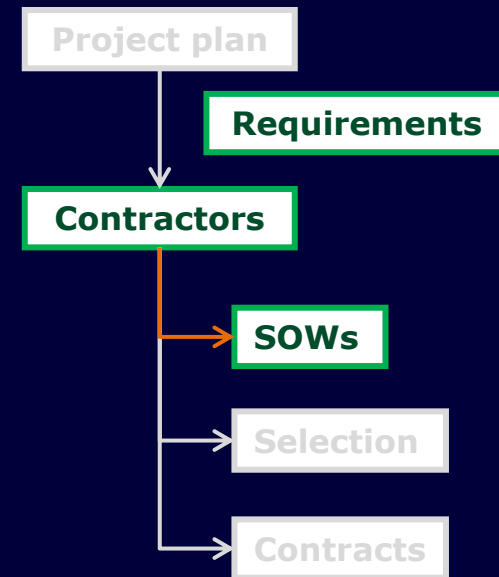 Project plan
Requirements
Contractors
SOWs
Selection
Contracts